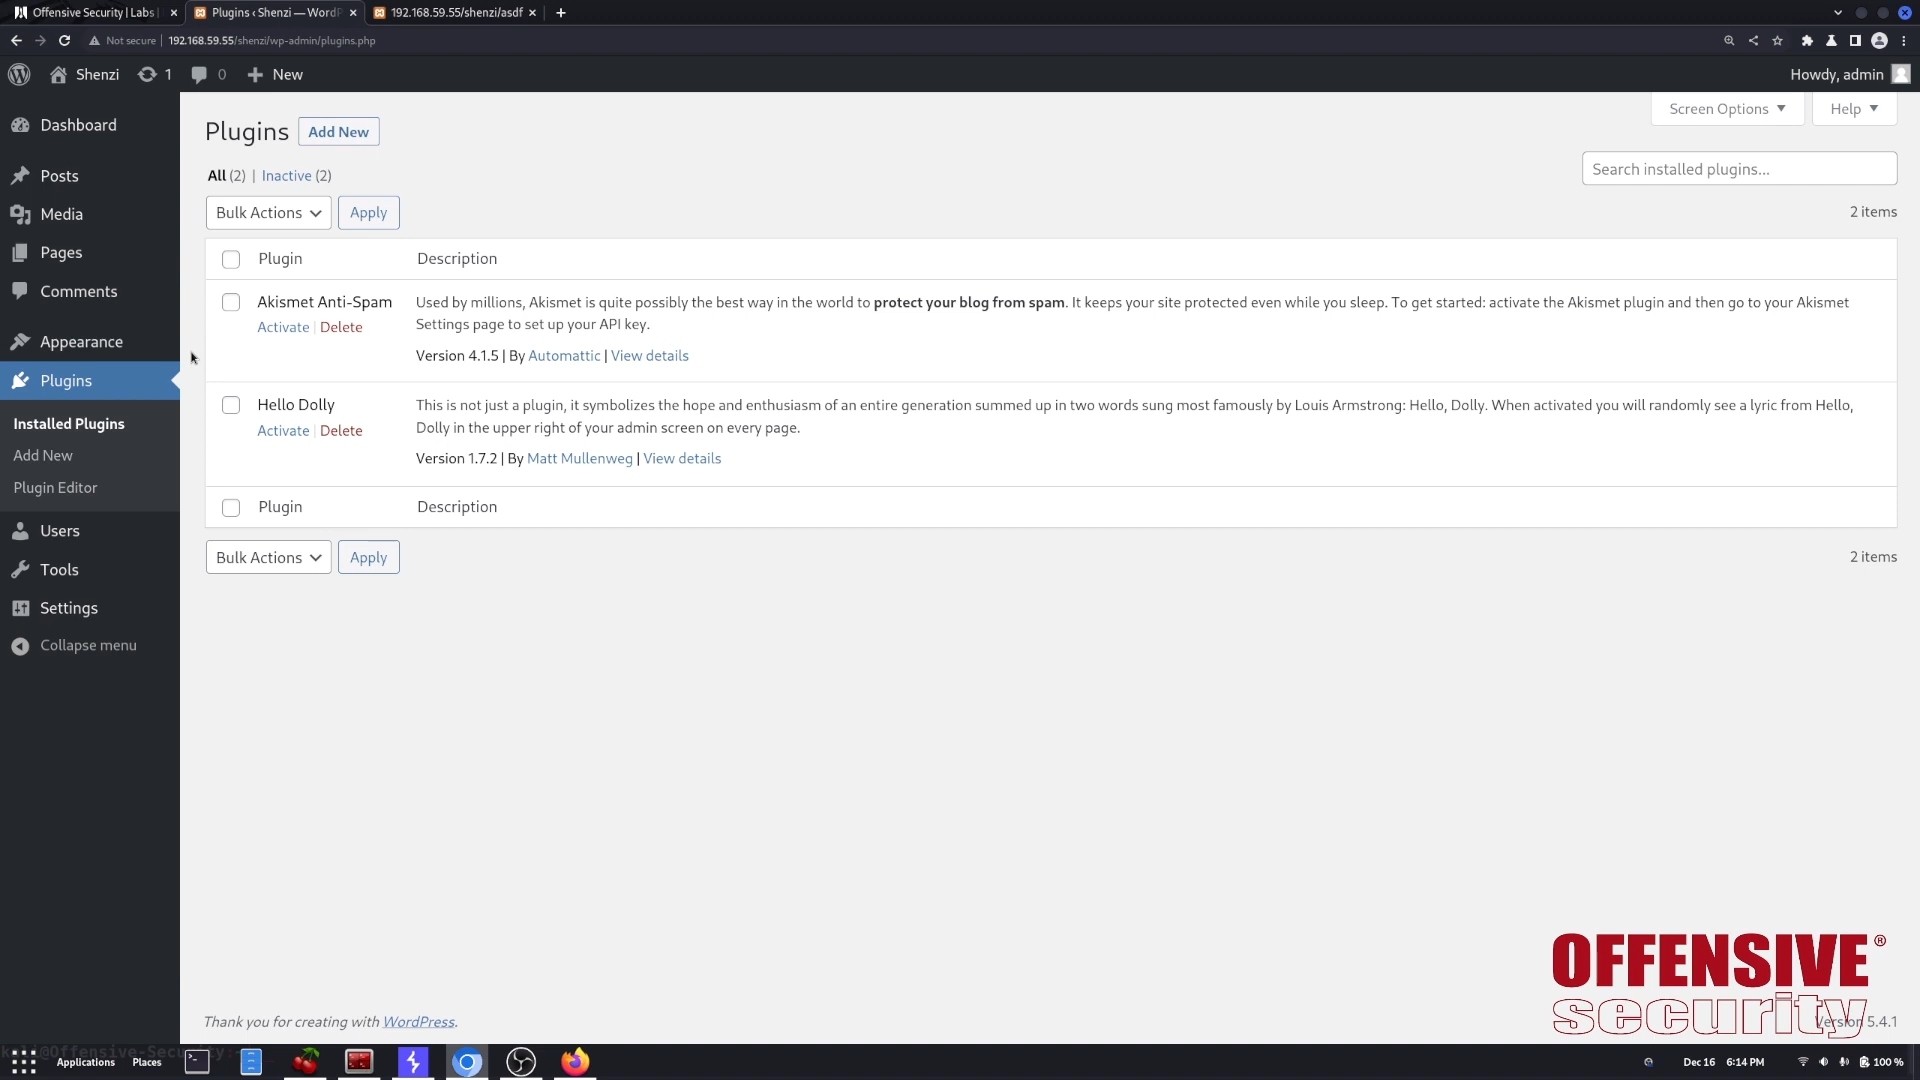 Offensive Security | Labs
Plugins ‹ Shenzi — WordP
192.168.59.55/shenzi/asdf
Not secure
192.168.59.55/shenzi/wp-admin/plugins.php
Shenzi
1
0
New
Howdy, admin
Dashboard
Posts
Media
Pages
Comments
Appearance
Plugins
Installed Plugins
Add New
Plugin Editor
Users
Tools
Settings
Collapse menu
Screen Options
Help
Plugins
Add New
All (2) | Inactive (2)
Search installed plugins...
Bulk Actions
Apply
2 items
Plugin
Description
Akismet Anti-Spam
Activate | Delete
Used by millions, Akismet is quite possibly the best way in the world to protect your blog from spam. It keeps your site protected even while you sleep. To get started: activate the Akismet plugin and then go to your Akismet
Settings page to set up your API key.
Version 4.1.5 | By Automattic | View details
Hello Dolly
Activate | Delete
This is not just a plugin, it symbolizes the hope and enthusiasm of an entire generation summed up in two words sung most famously by Louis Armstrong: Hello, Dolly. When activated you will randomly see a lyric from Hello,
Dolly in the upper right of your admin screen on every page.
Version 1.7.2 | By Matt Mullenweg | View details
Plugin
Description
Bulk Actions
Apply
2 items
OFFENSIVE®
security
Thank you for creating with WordPress.
Version 5.4.1
kali@Offensive-Security:~
Applications
Places
Dec 16 6:14 PM
100 %